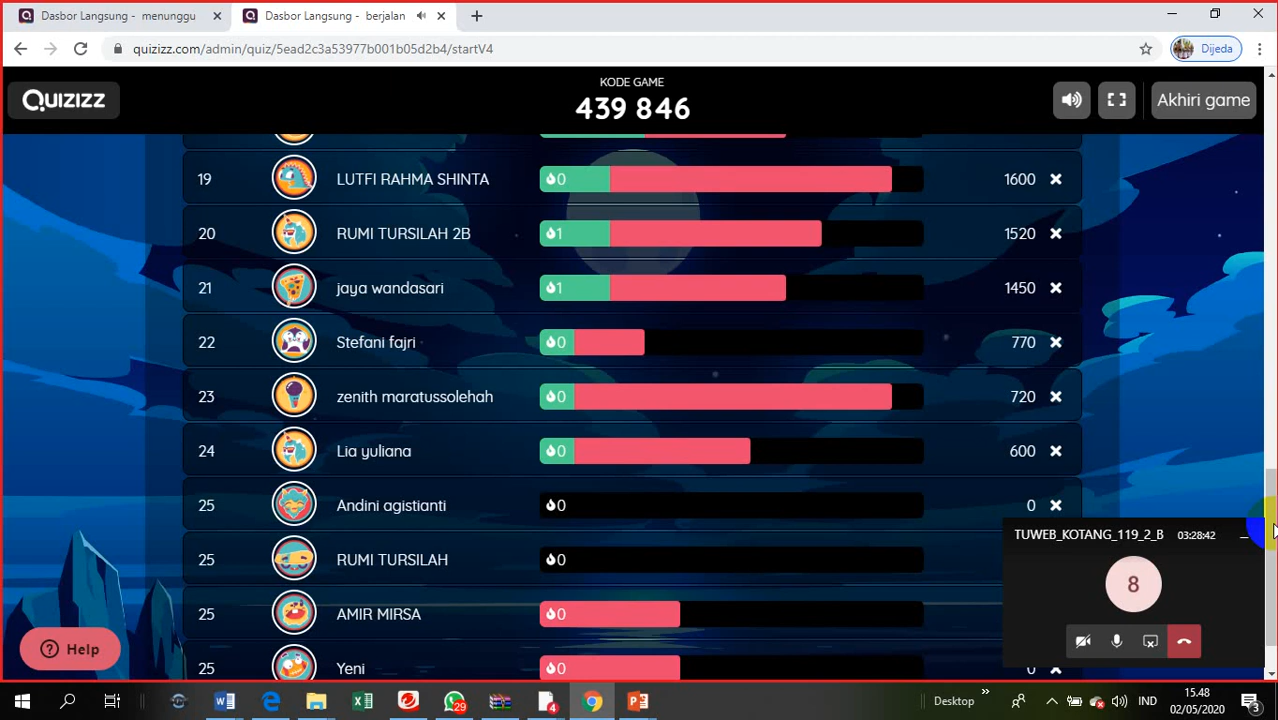 Dasbor Langsung - menunggu
Dasbor Langsung - berjalan
quizizz.com/admin/quiz/5ead2c3a53977b001b05d2b4/startV4
Dijeda
QUIZIZZ
KODE GAME
439 846
Akhiri game
19 LUTFI RAHMA SHINTA 0 1600
20 RUMI TURSILAH 2B 1 1520
21 jaya wandasari 1 1450
22 Stefani fajri 0 770
23 zenith maratussolehah 0 720
24 Lia yuliana 0 600
25 Andini agistianti 0 0
25 RUMI TURSILAH 0
25 AMIR MIRSA 0
25 Yeni 0 0
TUWEB_KOTANG_119_2_B 03:28:42
8
Help
29
4
Desktop
IND
15.48
02/05/2020
3